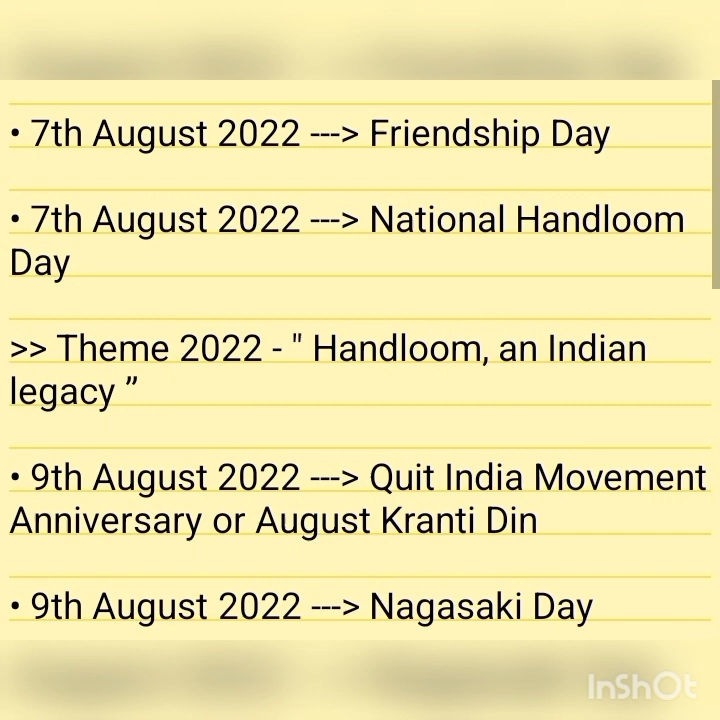 • 7th August 2022 ---> Friendship Day
• 7th August 2022 ---> National Handloom
Day
>> Theme 2022 - " Handloom, an Indian
legacy ”
• 9th August 2022 ---> Quit India Movement
Anniversary or August Kranti Din
• 9th August 2022 ---> Nagasaki Day
InShOt